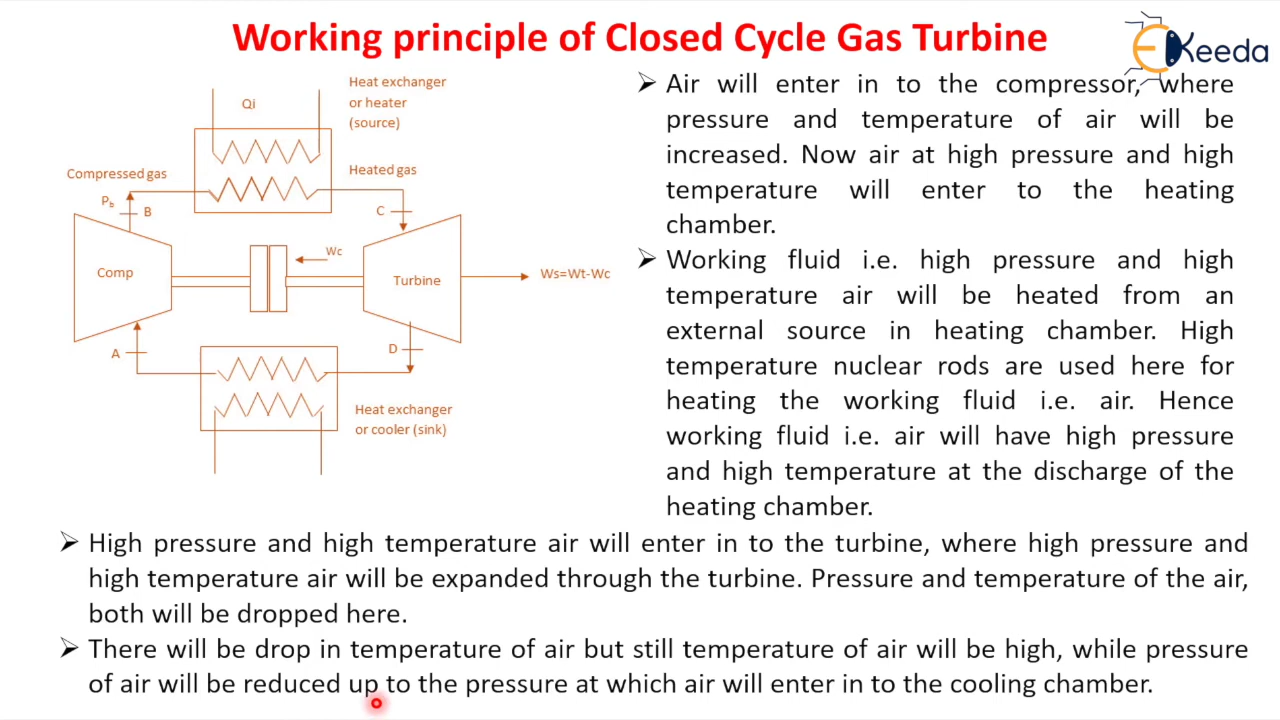 Working principle of Closed Cycle Gas Turbine
EKeeda
Qi
Heat exchanger
or heater
(source)
Compressed gas
Heated gas
Pb
B
C
Comp
Wc
Turbine
Ws=Wt-Wc
A
D
Heat exchanger
or cooler (sink)
➢ Air will enter in to the compressor, where
pressure and temperature of air will be
increased. Now air at high pressure and high
temperature will enter to the heating
chamber.
➢ Working fluid i.e. high pressure and high
temperature air will be heated from an
external source in heating chamber. High
temperature nuclear rods are used here for
heating the working fluid i.e. air. Hence
working fluid i.e. air will have high pressure
and high temperature at the discharge of the
heating chamber.
➢ High pressure and high temperature air will enter in to the turbine, where high pressure and
high temperature air will be expanded through the turbine. Pressure and temperature of the air,
both will be dropped here.
➢ There will be drop in temperature of air but still temperature of air will be high, while pressure
of air will be reduced up to the pressure at which air will enter in to the cooling chamber.